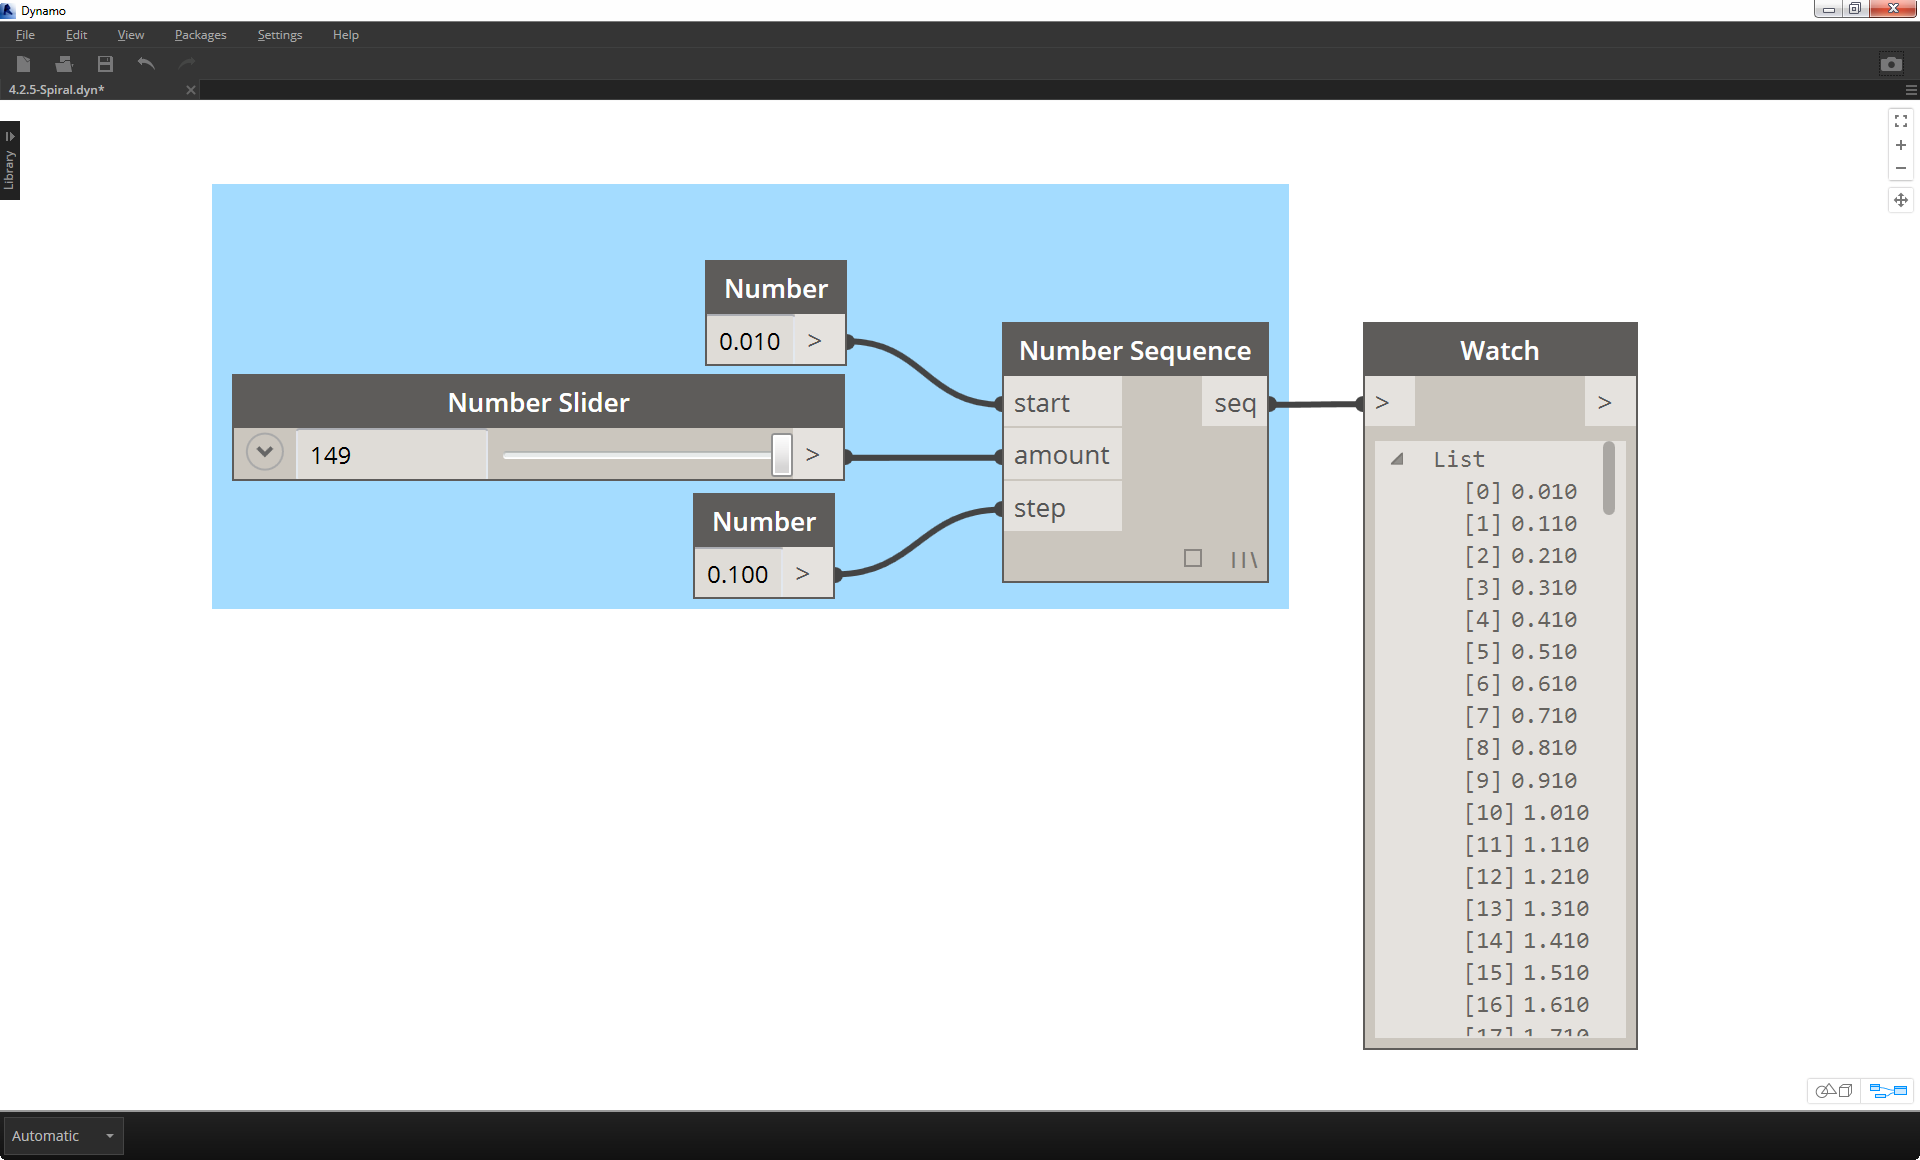 Dynamo
File Edit View Packages Settings Help
4.2.5-Spiral.dyn*
Library
Number
0.010 >
Number Slider
149 >
Number
0.100 >
Number Sequence
start seq
amount
step
Watch
> >
List
[0] 0.010
[1] 0.110
[2] 0.210
[3] 0.310
[4] 0.410
[5] 0.510
[6] 0.610
[7] 0.710
[8] 0.810
[9] 0.910
[10] 1.010
[11] 1.110
[12] 1.210
[13] 1.310
[14] 1.410
[15] 1.510
[16] 1.610
[17] 1.710
Automatic